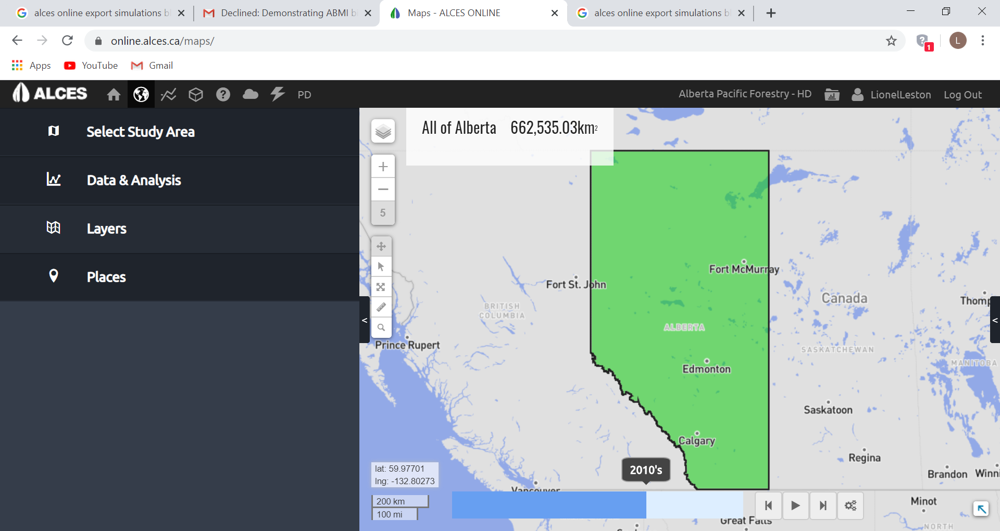 alces online export simulations bl
Declined: Demonstrating ABMI bi
Maps - ALCES ONLINE
alces online export simulations bl
online.alces.ca/maps/
1
L
Apps
YouTube
Gmail
ALCES
PD
Alberta Pacific Forestry - HD
LionelLeston
Log Out
Select Study Area
Data & Analysis
Layers
Places
All of Alberta 662,535.03km2
+
−
5
<
<
Fort McMurray
Fort St. John
BRITISH
COLUMBIA
Canada
Thomp
ALBERTA
Prince Rupert
SASKATCHEWAN
MANITOBA
Edmonton
Saskatoon
Calgary
Regina
Brandon
Winni
2010's
lat: 59.97701
lng: -132.80273
Vancouver
200 km
100 mi
Minot
Great Falls
NORTH